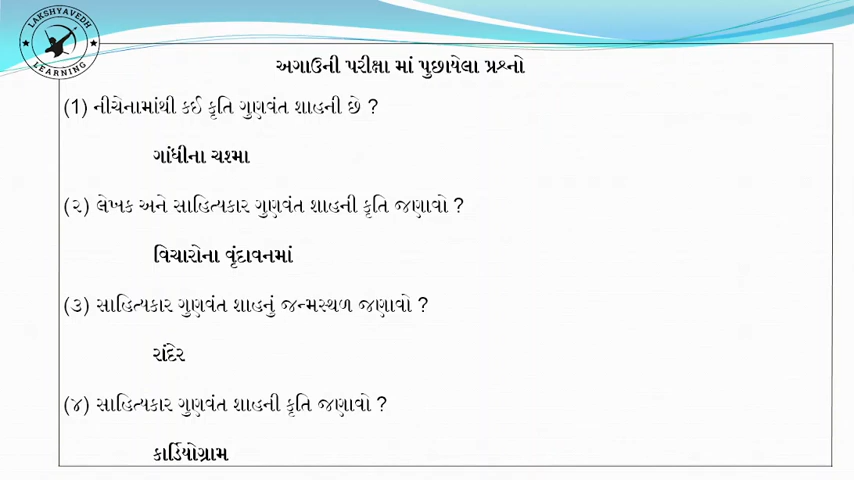 LAKSHYAVEDH
LEARNING
અગાઉની પરીક્ષા માં પુછાયેલા પ્રશ્નો
(1) નીચેનામાંથી કઈ કૃતિ ગુણવંત શાહની છે ?
ગાંધીના ચશ્મા
(૨) લેખક અને સાહિત્યકાર ગુણવંત શાહની કૃતિ જણાવો ?
વિચારોના વૃંદાવનમાં
(૩) સાહિત્યકાર ગુણવંત શાહનું જન્મસ્થળ જણાવો ?
રાંદેર
(૪) સાહિત્યકાર ગુણવંત શાહની કૃતિ જણાવો ?
કાર્ડિયોગ્રામ